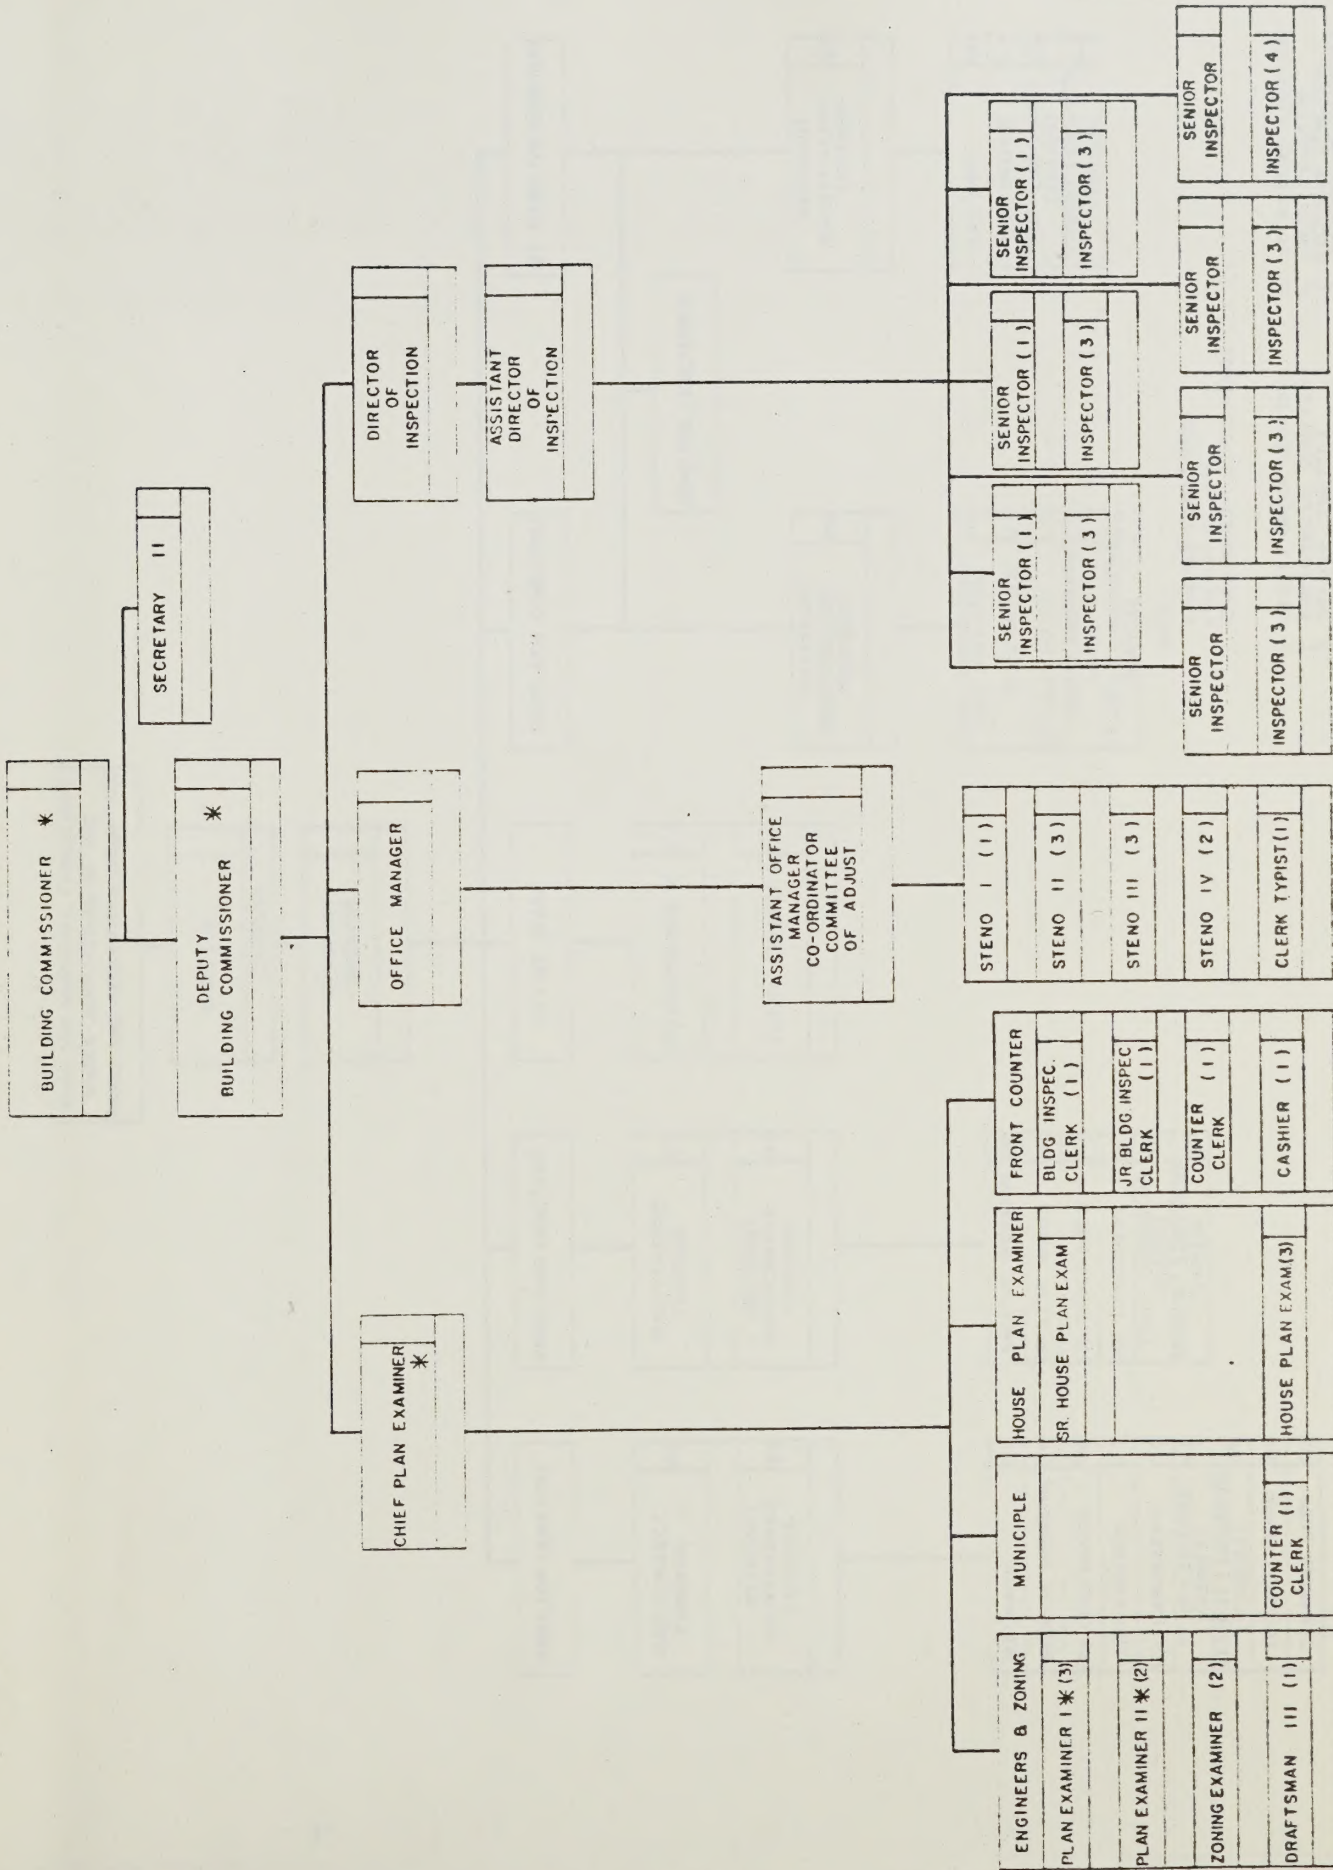 BUILDING COMMISSIONER *
SECRETARY II
DEPUTY
BUILDING COMMISSIONER *
CHIEF PLAN EXAMINER
*
OFFICE MANAGER
DIRECTOR
OF
INSPECTION
ASSISTANT
DIRECTOR
OF
INSPECTION
ASSISTANT OFFICE
MANAGER
CO-ORDINATOR
COMMITTEE
OF ADJUST
ENGINEERS & ZONING
PLAN EXAMINER I * (3)
PLAN EXAMINER II * (2)
ZONING EXAMINER (2)
DRAFTSMAN III (1)
MUNICIPLE
COUNTER (1)
CLERK
HOUSE PLAN EXAMINER
SR. HOUSE PLAN EXAM
HOUSE PLAN EXAM(3)
FRONT COUNTER
BLDG INSPEC.
CLERK (1)
JR BLDG. INSPEC
CLERK (1)
COUNTER (1)
CLERK
CASHIER (1)
STENO I (1)
STENO II (3)
STENO III (3)
STENO IV (2)
CLERK TYPIST(1)
SENIOR
INSPECTOR (1)
INSPECTOR (3)
SENIOR
INSPECTOR (1)
INSPECTOR (3)
SENIOR
INSPECTOR (1)
INSPECTOR (3)
SENIOR
INSPECTOR
INSPECTOR (3)
SENIOR
INSPECTOR
INSPECTOR (3)
SENIOR
INSPECTOR
INSPECTOR (3)
SENIOR
INSPECTOR
INSPECTOR (4)